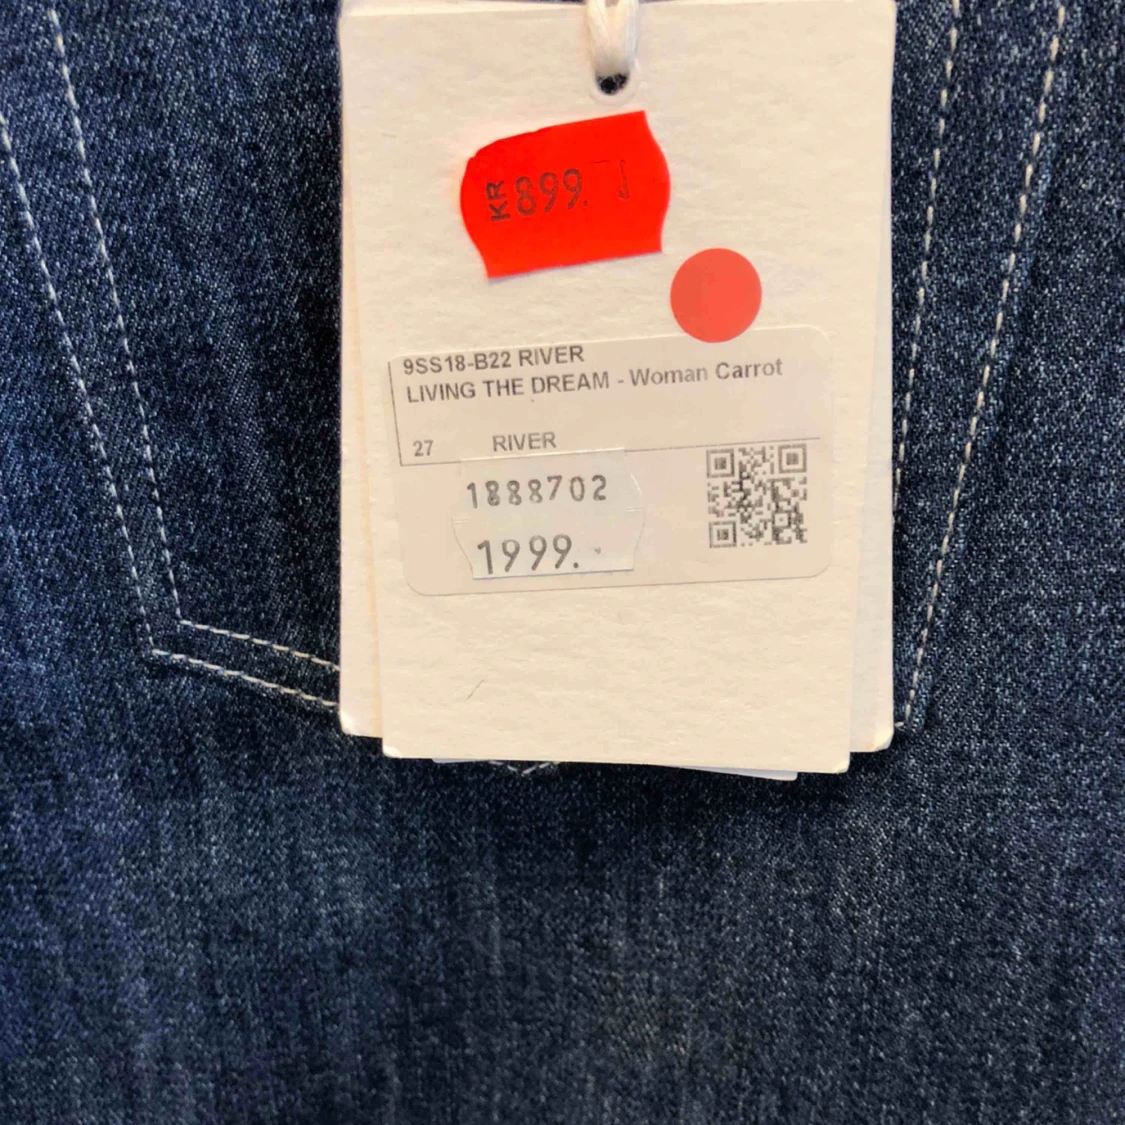 KR 899.
9SS18-B22 RIVER
LIVING THE DREAM - Woman Carrot
27 RIVER
1888702
1999.